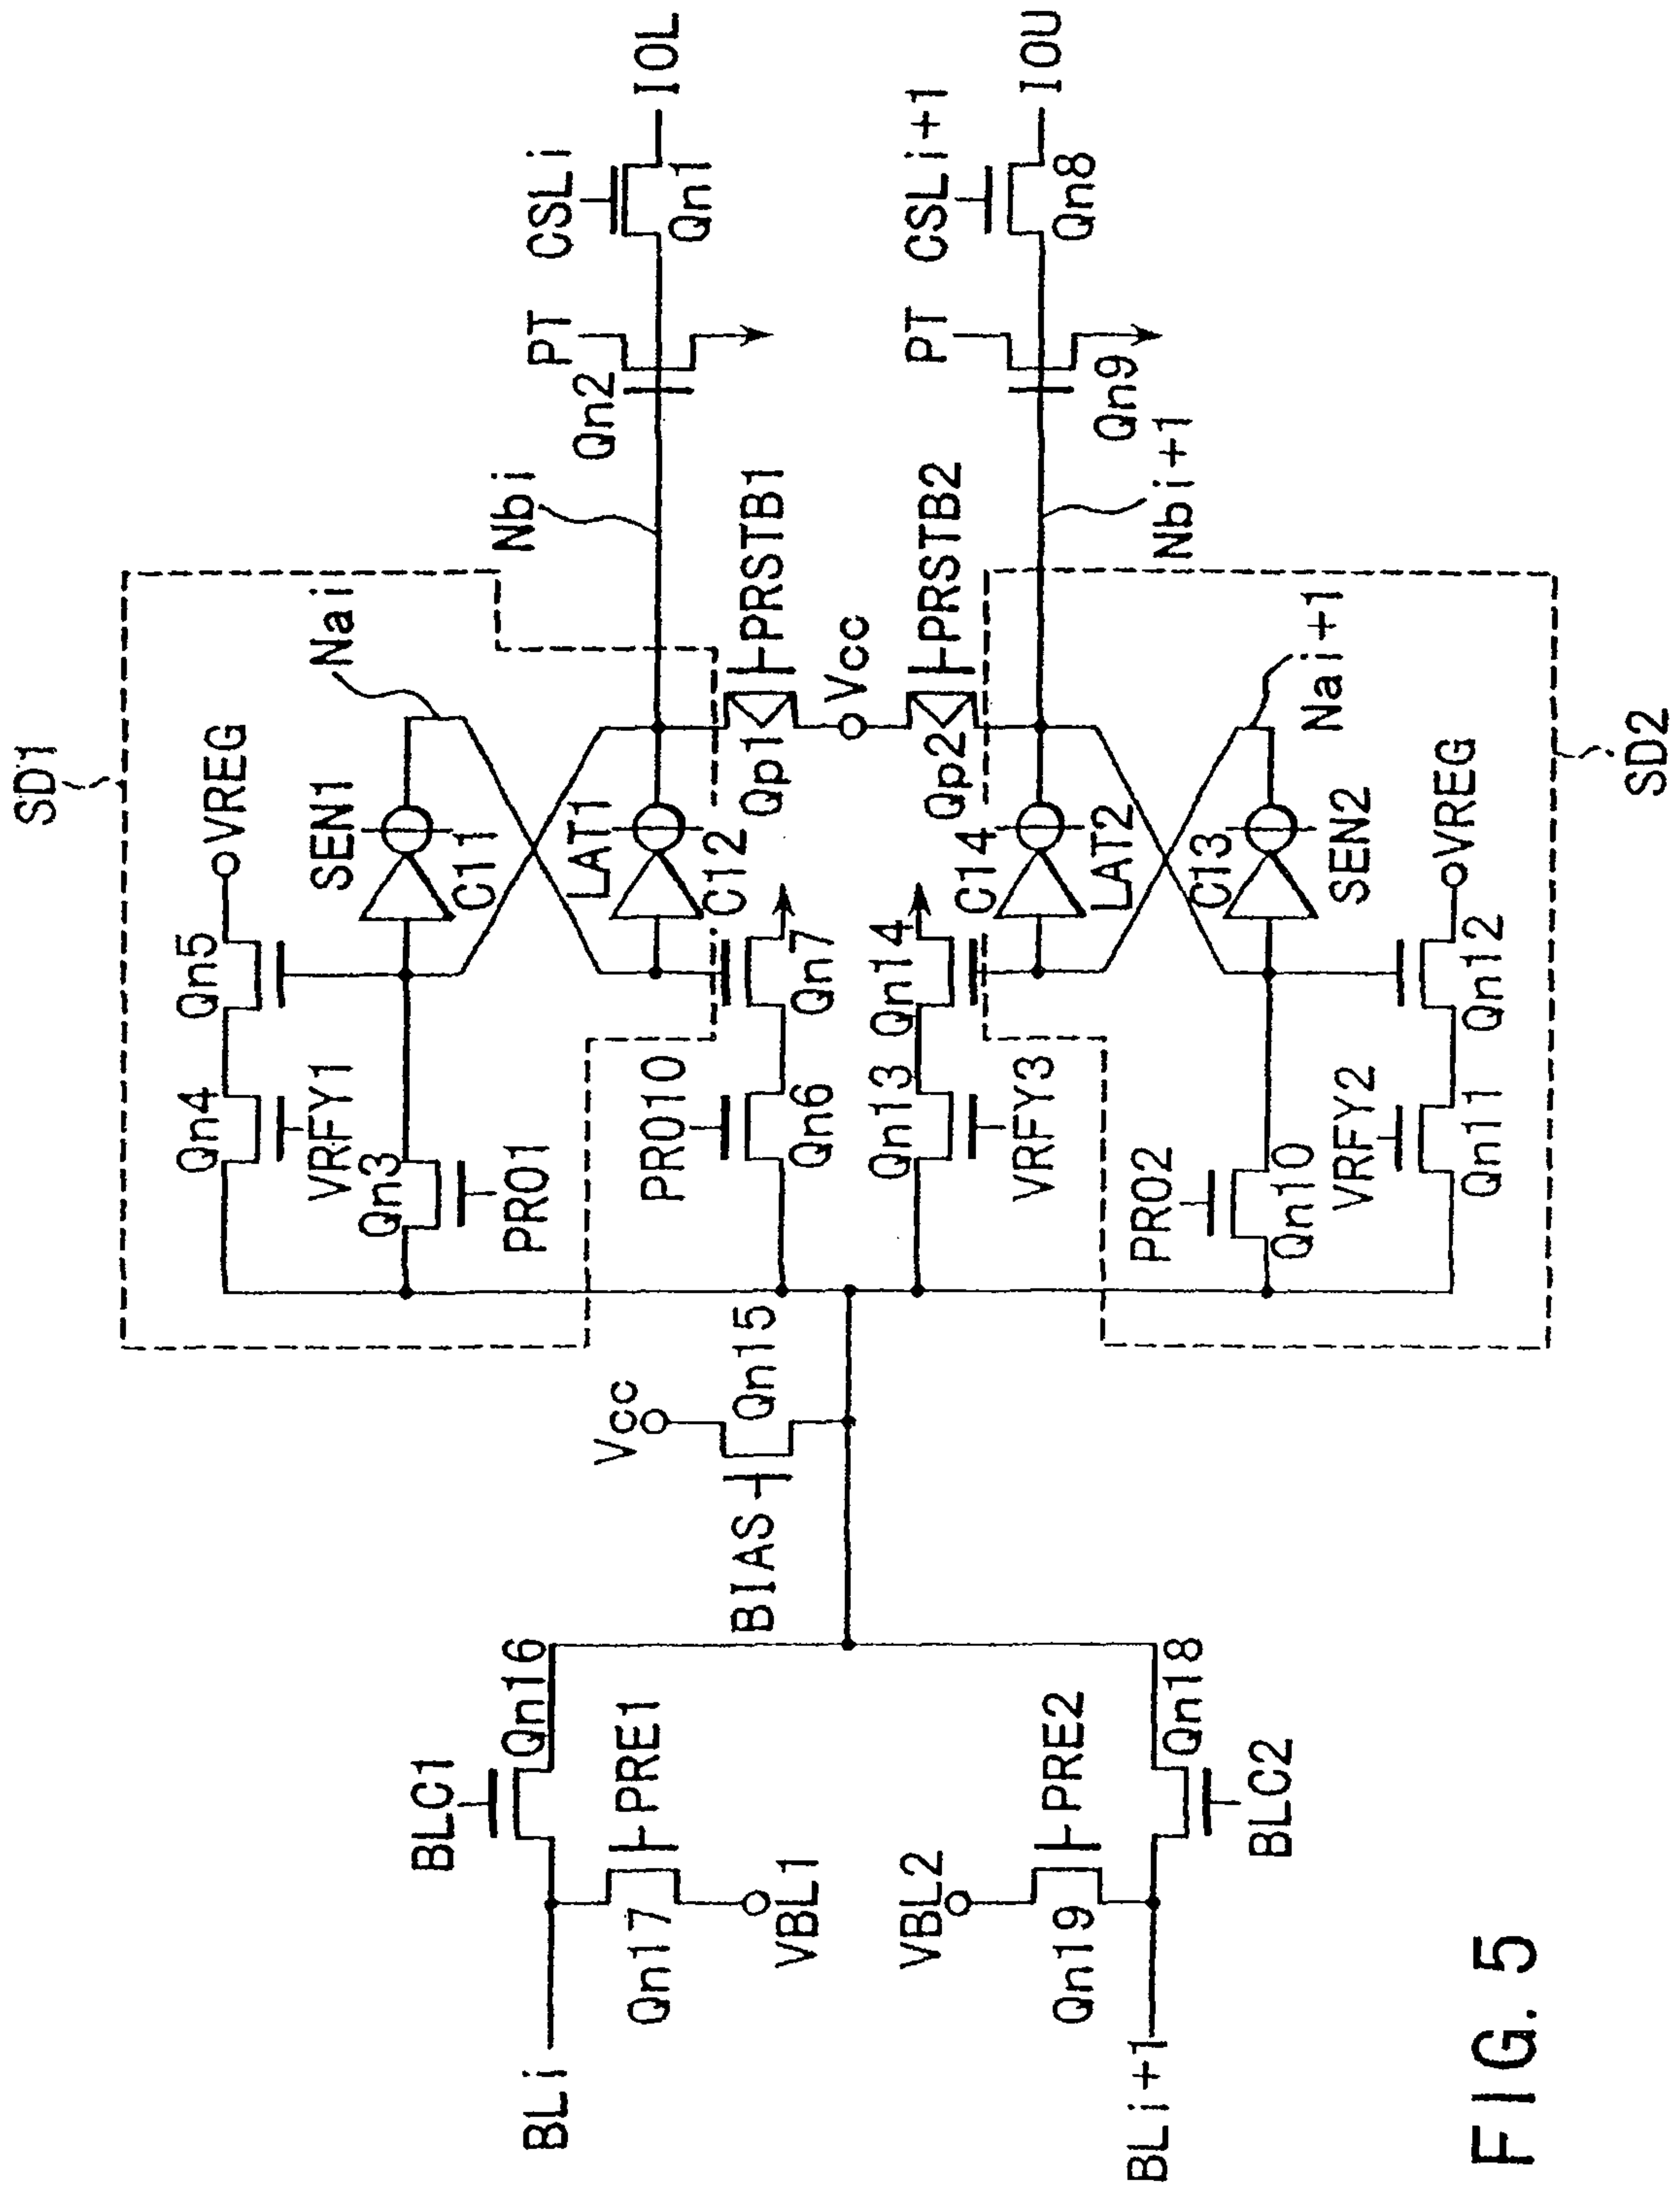 SD1
VREG
Qn5
Qn4
VRFY1
SEN1
C11
Nai
Qn3
PRO1
LAT1
C12
Nbi
Qn2
PT
CSLi
Qn1
IOL
PRO10
Qn6
Qn7
Qp1
PRSTB1
Vcc
Vcc
Qn15
BIAS
BLC1
Qn16
PRE1
Qn17
VBL1
BLi
Qn13
VRFY3
Qn14
C14
LAT2
Qp2
PRSTB2
Nbi+1
Qn9
PT
CSLi+1
Qn8
IOU
PRO2
Qn10
VRFY2
Qn11
Qn12
VREG
C13
SEN2
Nai+1
SD2
VBL2
PRE2
Qn19
Qn18
BLC2
BLi+1
FIG. 5